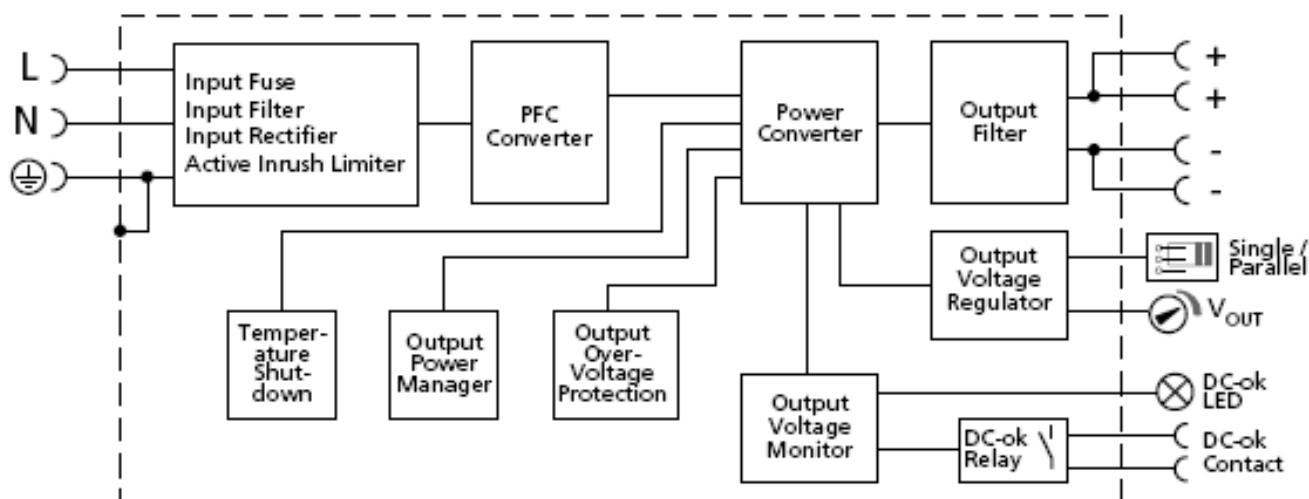 L
N
Input Fuse
Input Filter
Input Rectifier
Active Inrush Limiter
PFC
Converter
Power
Converter
Output
Filter
+
+
-
-
Output
Voltage
Regulator
Single /
Parallel
VOUT
Temper-
ature
Shut-
down
Output
Power
Manager
Output
Over-
Voltage
Protection
Output
Voltage
Monitor
DC-ok
Relay
DC-ok
LED
DC-ok
Contact